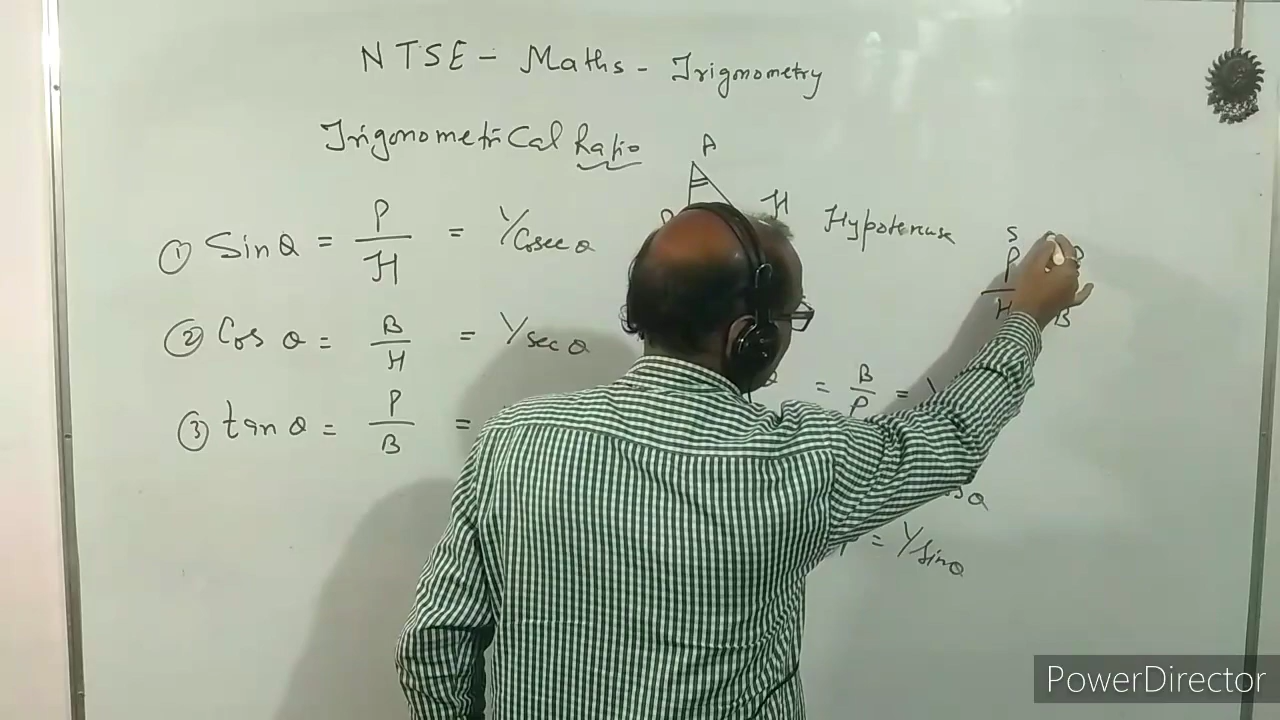 NTSE - Maths - Trigonometry
Trigonometrical Ratio
A
H
Hypotenuse
S
P
H
B
① Sin θ = P/H = 1/Cosec θ
② Cos θ = B/H = 1/sec θ
③ tan θ = P/B =
= B/P =
= 1/Sin θ
PowerDirector